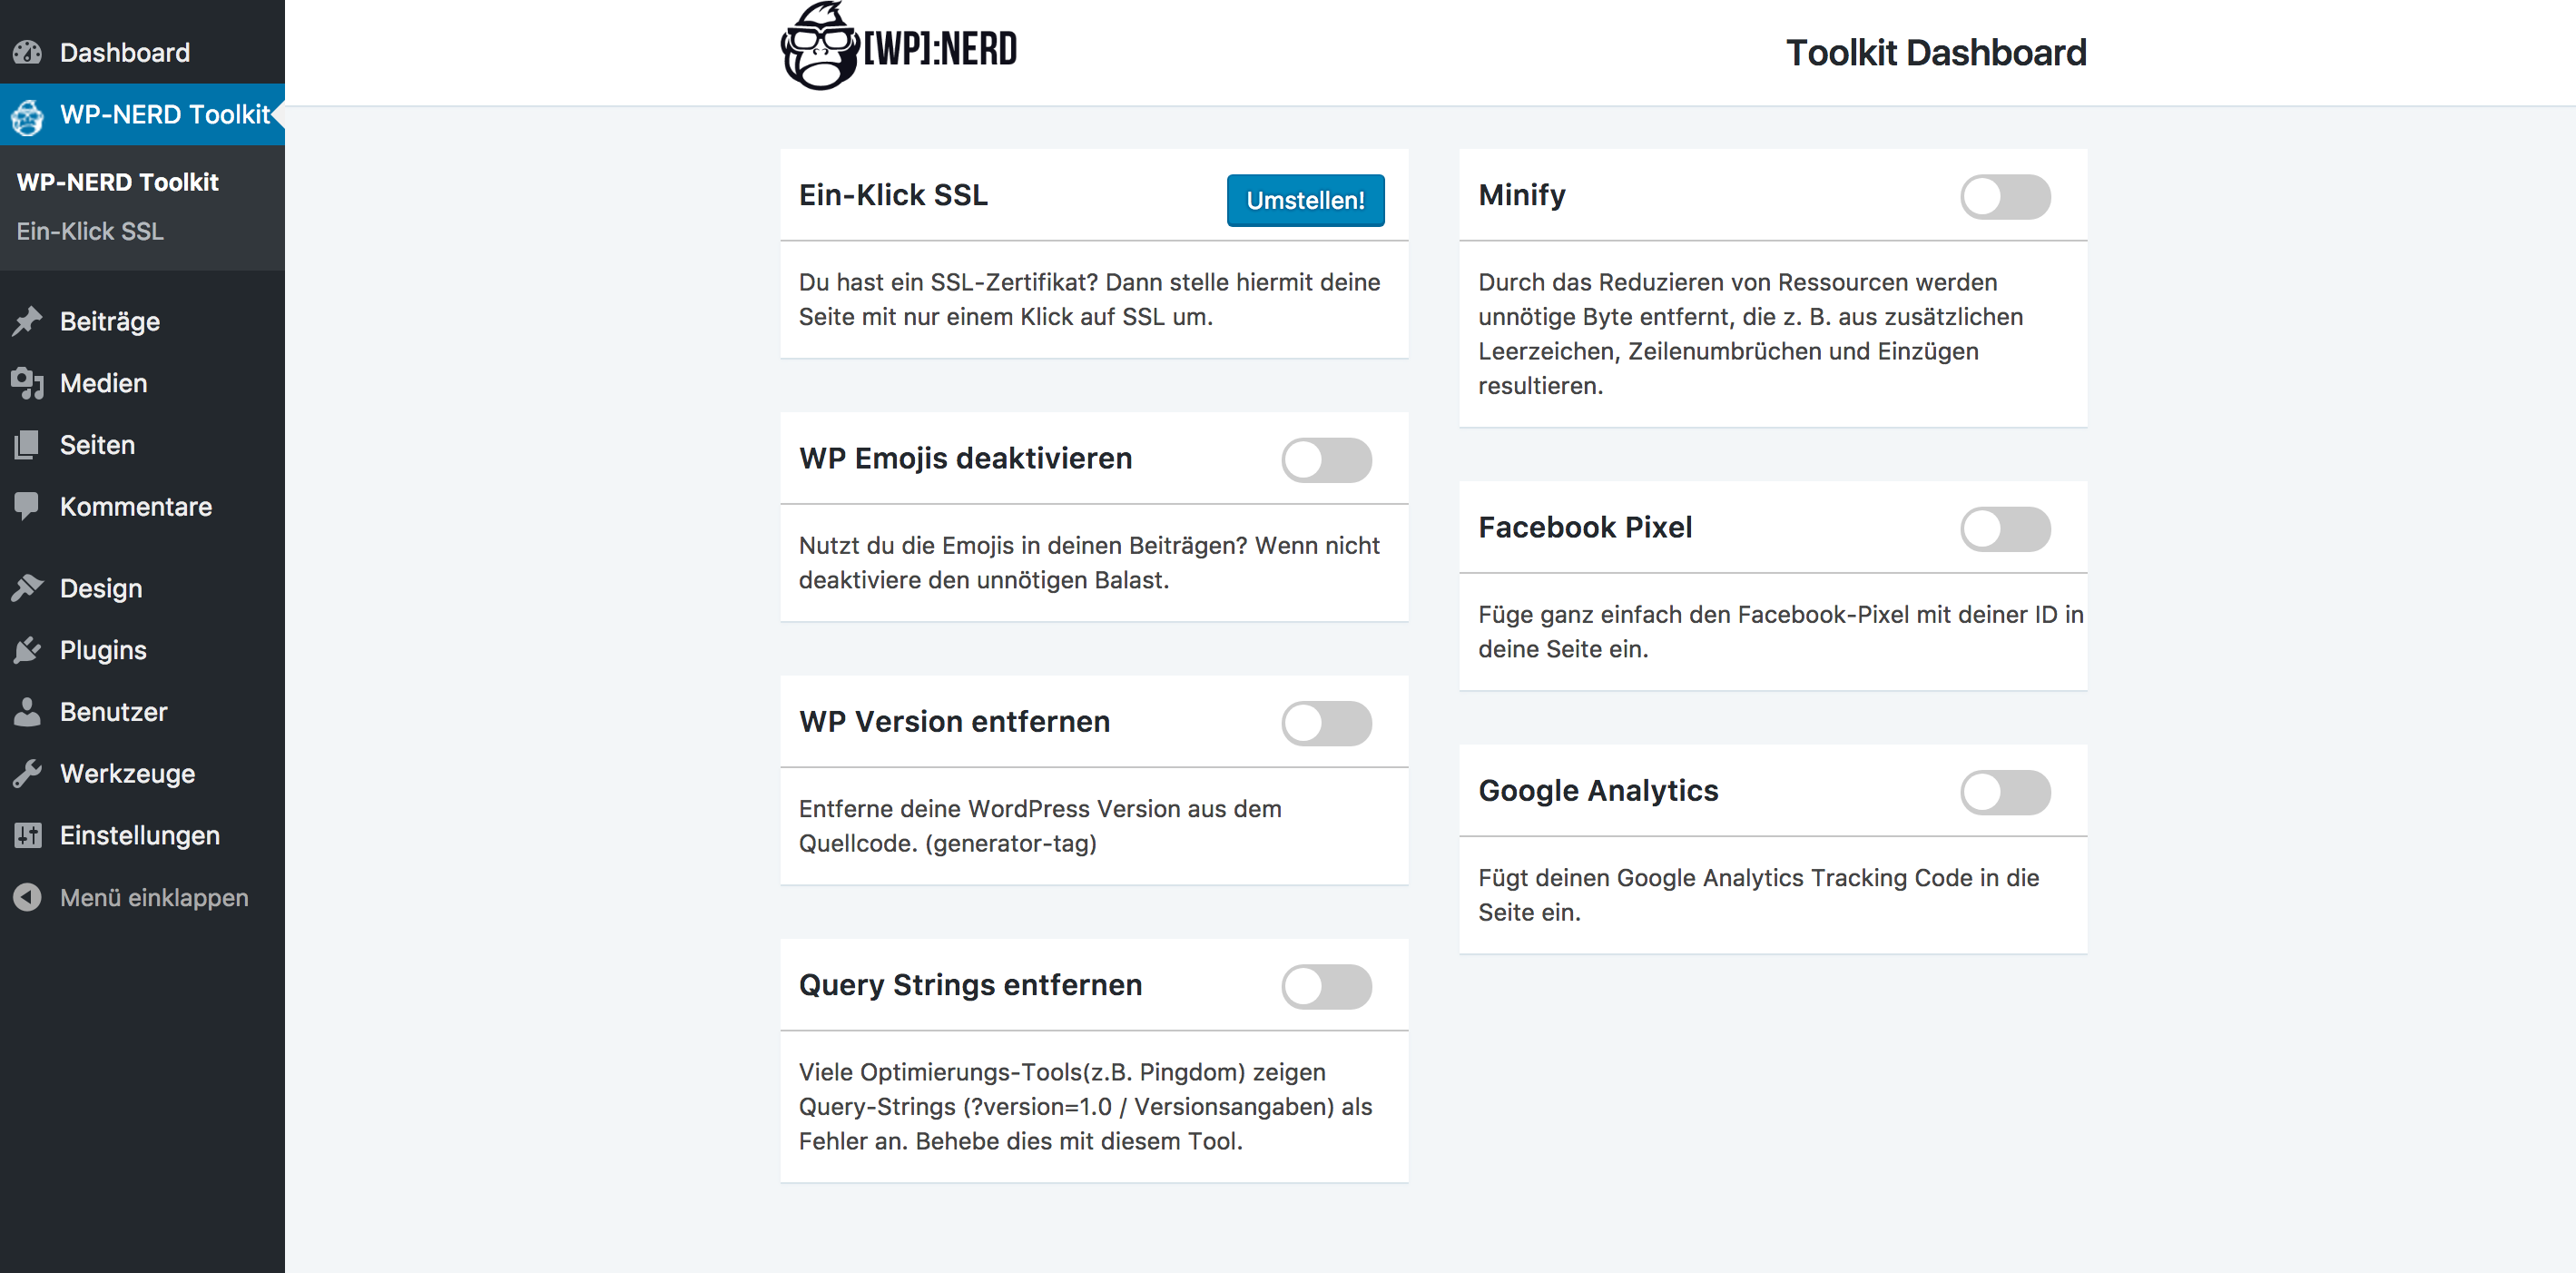 Dashboard
WP-NERD Toolkit
WP-NERD Toolkit
Ein-Klick SSL
Beiträge
Medien
Seiten
Kommentare
Design
Plugins
Benutzer
Werkzeuge
Einstellungen
Menü einklappen
[WP]:NERD
Toolkit Dashboard
Ein-Klick SSL
Umstellen!
Du hast ein SSL-Zertifikat? Dann stelle hiermit deine
Seite mit nur einem Klick auf SSL um.
WP Emojis deaktivieren
Nutzt du die Emojis in deinen Beiträgen? Wenn nicht
deaktiviere den unnötigen Balast.
WP Version entfernen
Entferne deine WordPress Version aus dem
Quellcode. (generator-tag)
Query Strings entfernen
Viele Optimierungs-Tools(z.B. Pingdom) zeigen
Query-Strings (?version=1.0 / Versionsangaben) als
Fehler an. Behebe dies mit diesem Tool.
Minify
Durch das Reduzieren von Ressourcen werden
unnötige Byte entfernt, die z. B. aus zusätzlichen
Leerzeichen, Zeilenumbrüchen und Einzügen
resultieren.
Facebook Pixel
Füge ganz einfach den Facebook-Pixel mit deiner ID in
deine Seite ein.
Google Analytics
Fügt deinen Google Analytics Tracking Code in die
Seite ein.